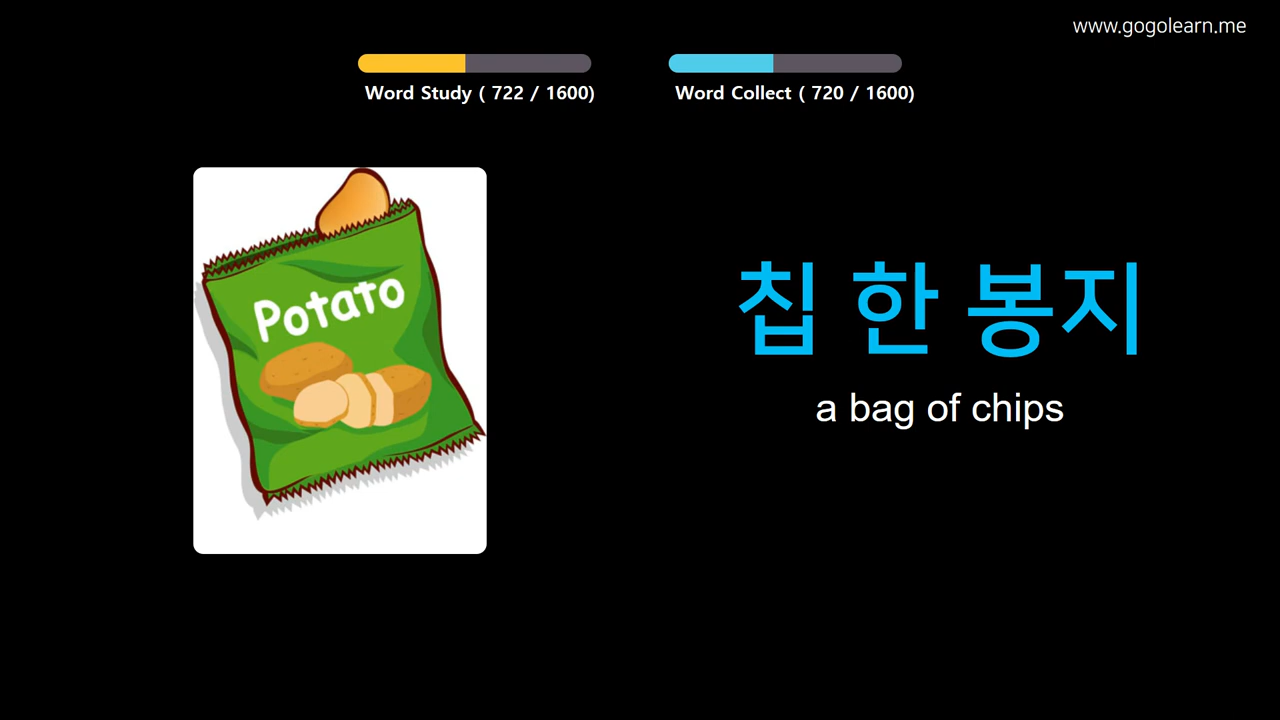 www.gogolearn.me
Word Study ( 722 / 1600)
Word Collect ( 720 / 1600)
Potato
칩 한 봉지
a bag of chips